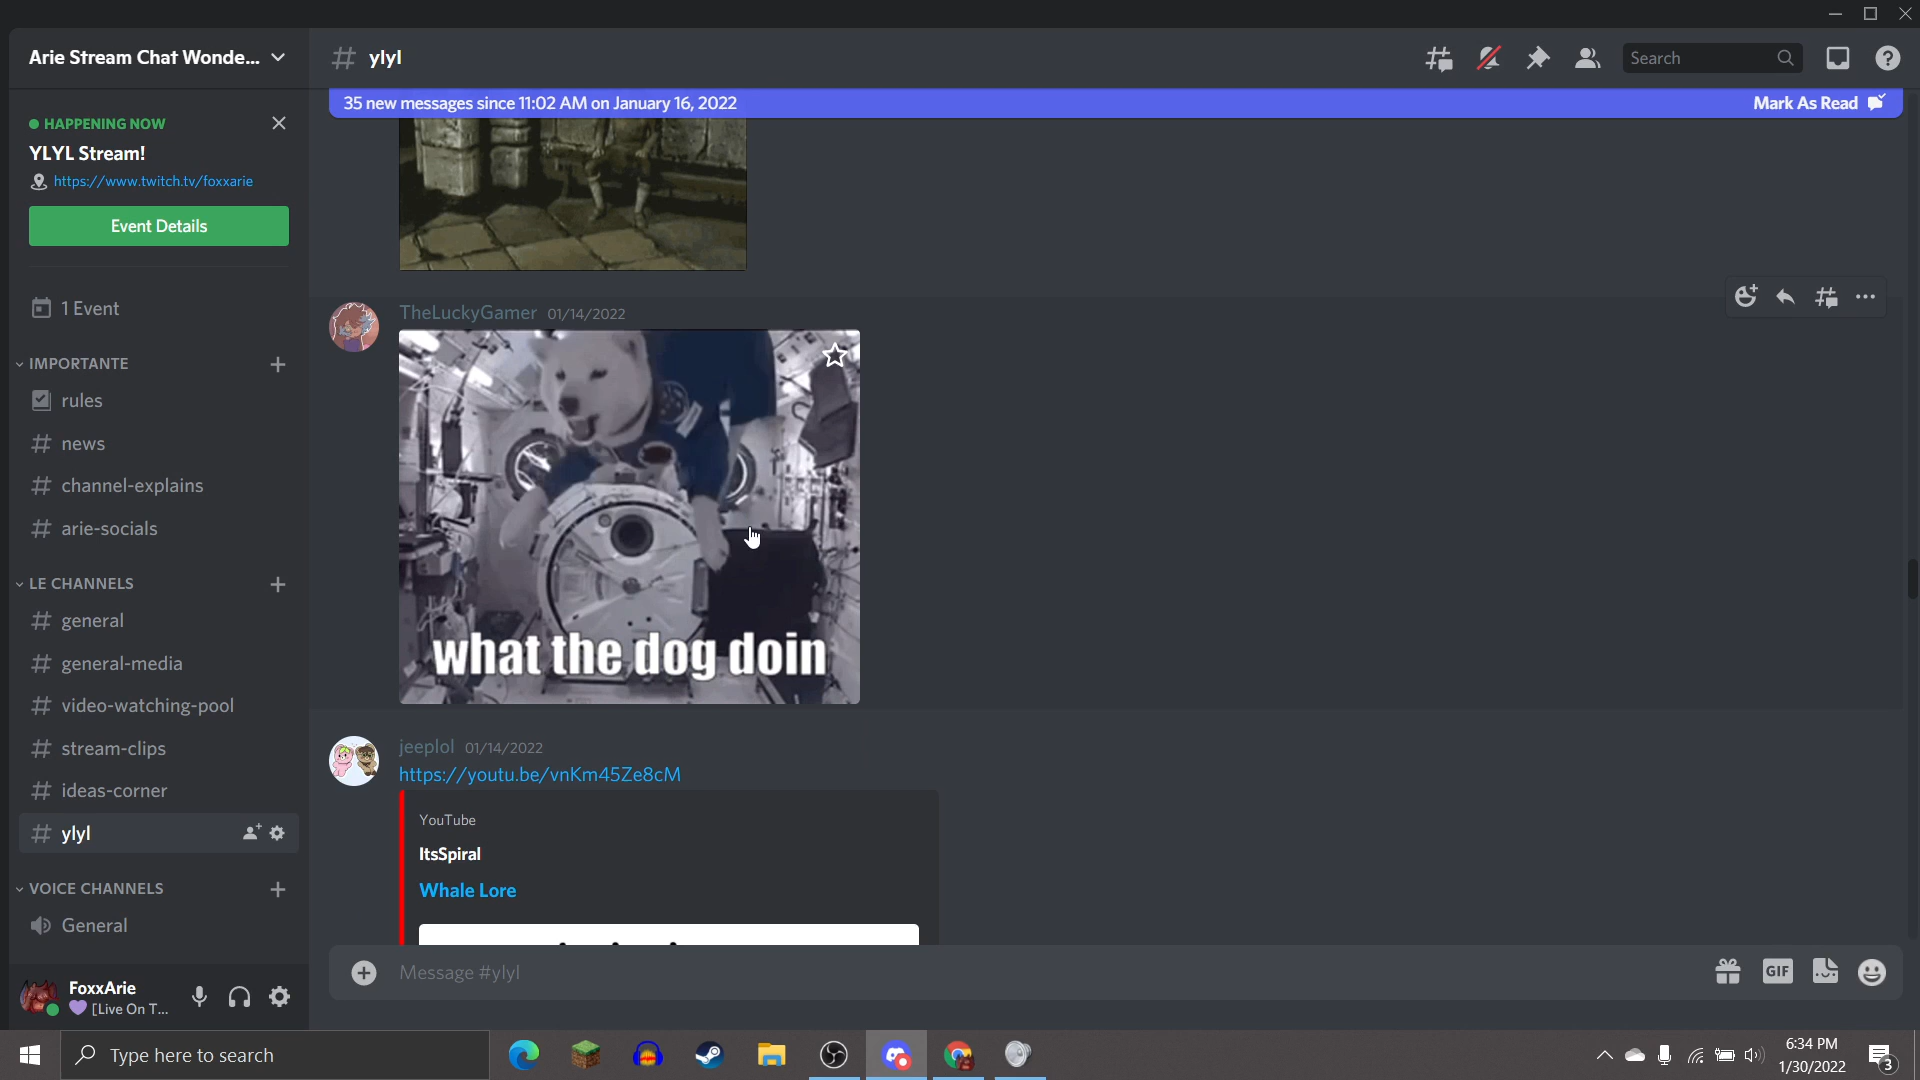 Arie Stream Chat Wonde...
ylyl
Search
35 new messages since 11:02 AM on January 16, 2022
Mark As Read
HAPPENING NOW
YLYL Stream!
https://www.twitch.tv/foxxarie
Event Details
1 Event
IMPORTANTE
rules
news
channel-explains
arie-socials
LE CHANNELS
general
general-media
video-watching-pool
stream-clips
ideas-corner
ylyl
VOICE CHANNELS
General
FoxxArie
[Live On T...
TheLuckyGamer 01/14/2022
what the dog doin
jeeplol 01/14/2022
https://youtu.be/vnKm45Ze8cM
YouTube
ItsSpiral
Whale Lore
Message #ylyl
GIF
Type here to search
6:34 PM
1/30/2022
3